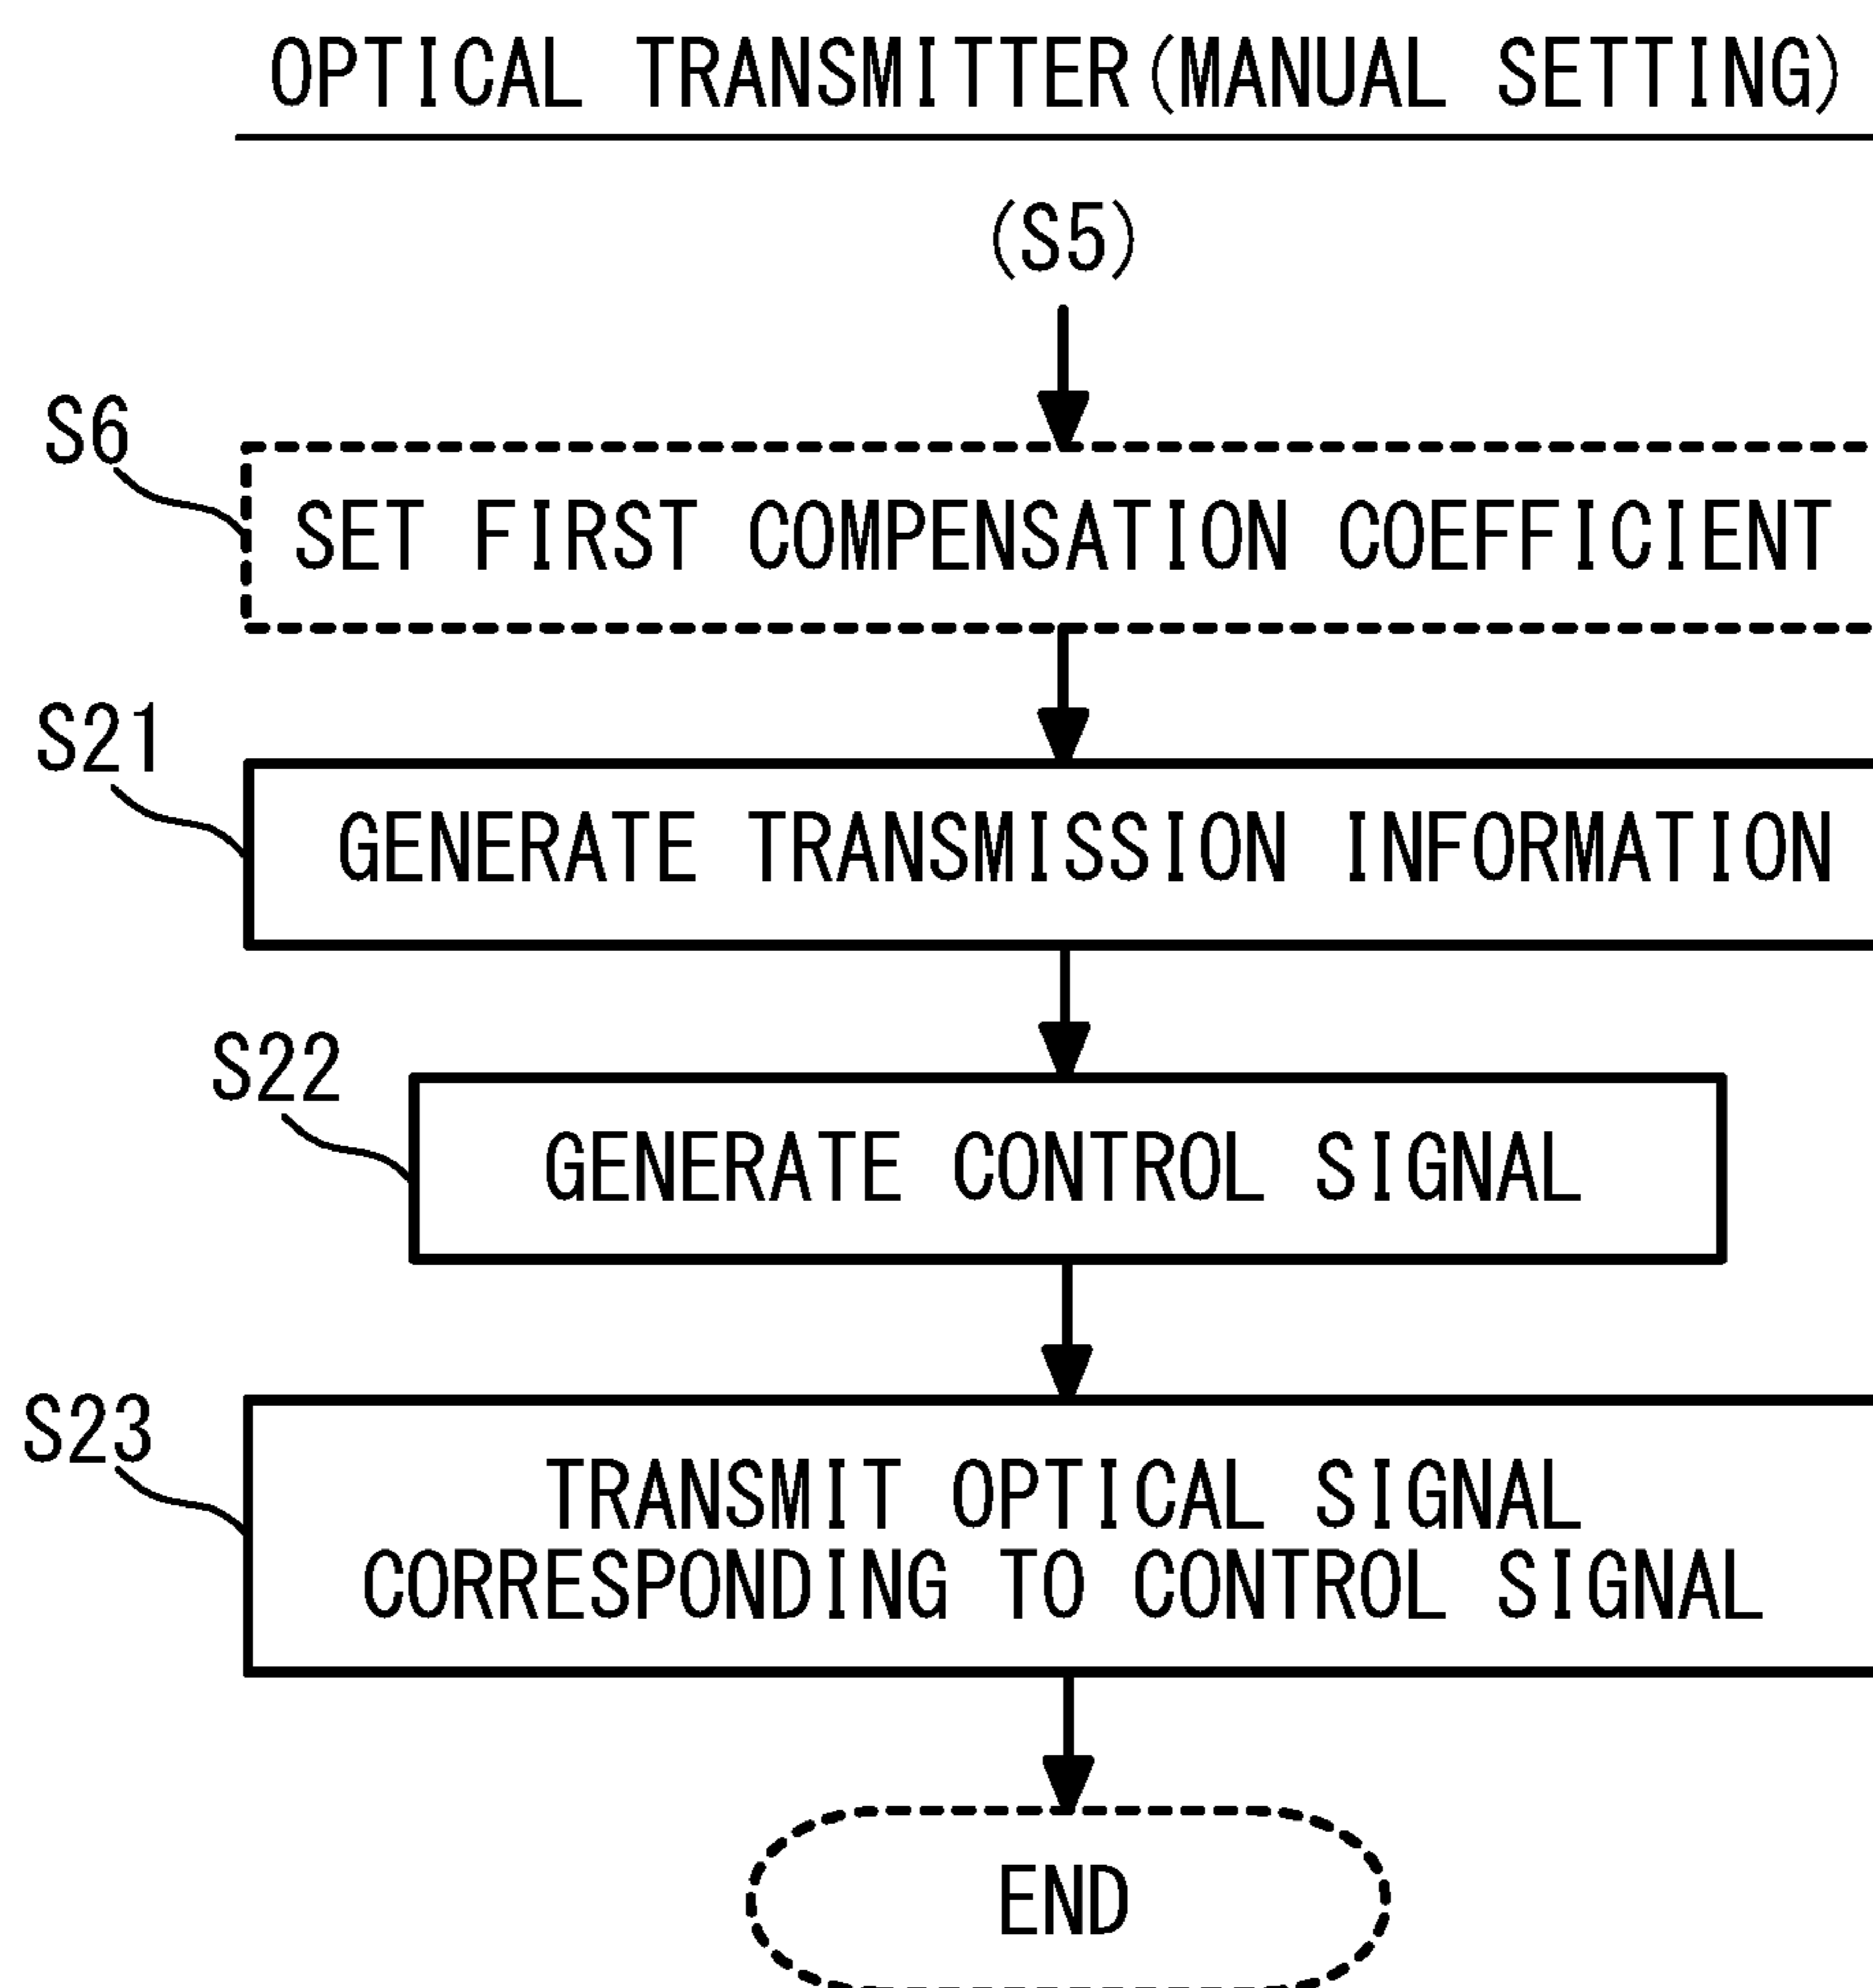 OPTICAL TRANSMITTER(MANUAL SETTING)
(S5)
S6
SET FIRST COMPENSATION COEFFICIENT
S21
GENERATE TRANSMISSION INFORMATION
S22
GENERATE CONTROL SIGNAL
S23
TRANSMIT OPTICAL SIGNAL
CORRESPONDING TO CONTROL SIGNAL
END